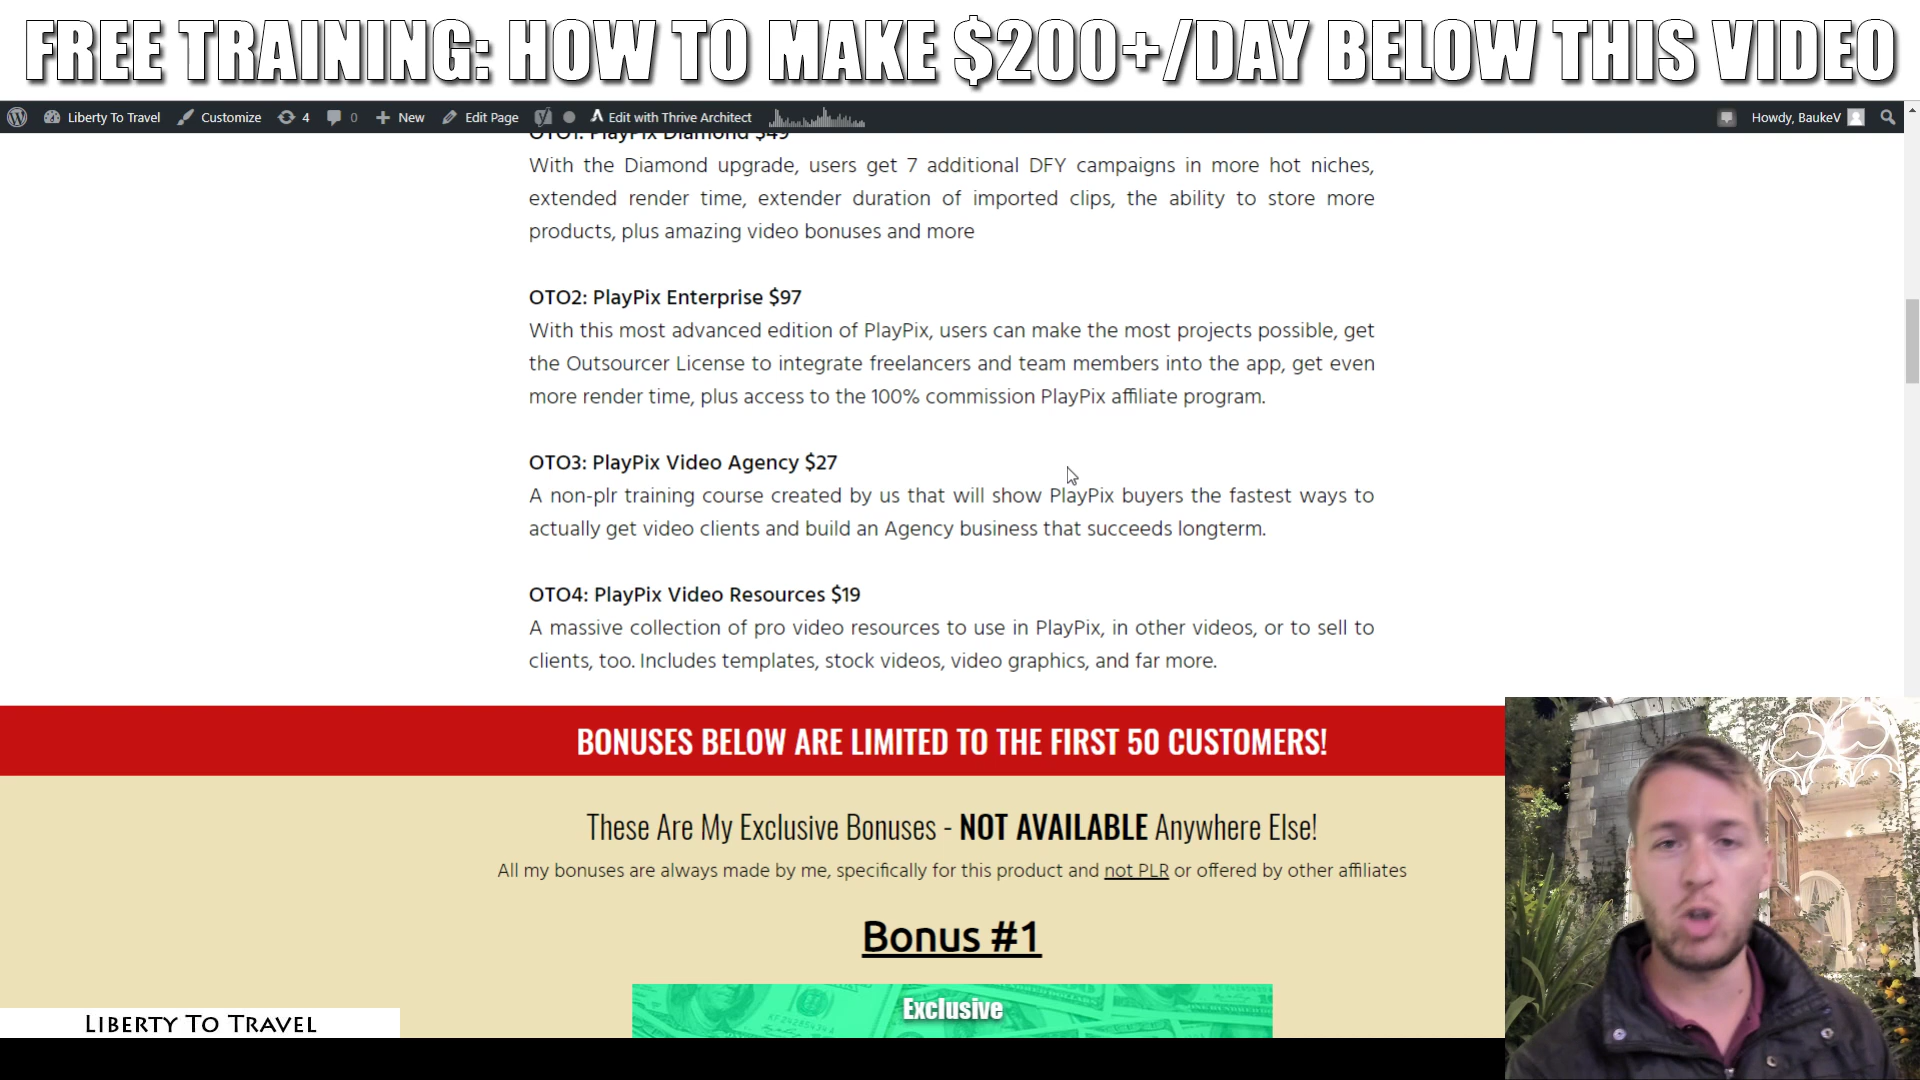 FREE TRAINING: HOW TO MAKE $200+/DAY BELOW THIS VIDEO
Liberty To Travel Customize 4 0 New Edit Page Edit with Thrive Architect Howdy, BaukeV
OTO1: PlayPix Diamond $49
With the Diamond upgrade, users get 7 additional DFY campaigns in more hot niches,
extended render time, extender duration of imported clips, the ability to store more
products, plus amazing video bonuses and more
OTO2: PlayPix Enterprise $97
With this most advanced edition of PlayPix, users can make the most projects possible, get
the Outsourcer License to integrate freelancers and team members into the app, get even
more render time, plus access to the 100% commission PlayPix affiliate program.
OTO3: PlayPix Video Agency $27
A non-plr training course created by us that will show PlayPix buyers the fastest ways to
actually get video clients and build an Agency business that succeeds longterm.
OTO4: PlayPix Video Resources $19
A massive collection of pro video resources to use in PlayPix, in other videos, or to sell to
clients, too. Includes templates, stock videos, video graphics, and far more.
BONUSES BELOW ARE LIMITED TO THE FIRST 50 CUSTOMERS!
These Are My Exclusive Bonuses - NOT AVAILABLE Anywhere Else!
All my bonuses are always made by me, specifically for this product and not PLR or offered by other affiliates
Bonus #1
Exclusive
LIBERTY TO TRAVEL